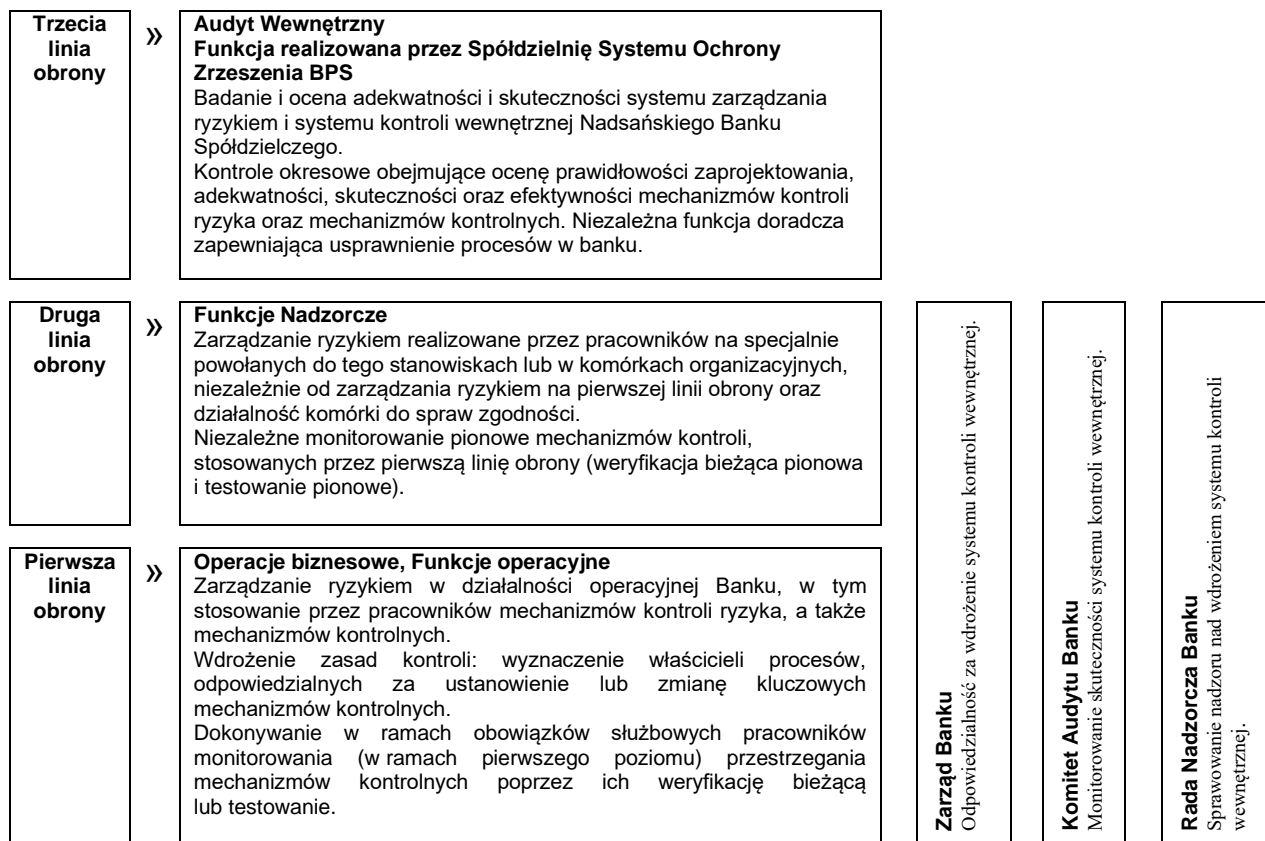 Trzecia
linia
obrony
»
Audyt Wewnętrzny
Funkcja realizowana przez Spółdzielnię Systemu Ochrony
Zrzeszenia BPS
Badanie i ocena adekwatności i skuteczności systemu zarządzania
ryzykiem i systemu kontroli wewnętrznej Nadsańskiego Banku
Spółdzielczego.
Kontrole okresowe obejmujące ocenę prawidłowości zaprojektowania,
adekwatności, skuteczności oraz efektywności mechanizmów kontroli
ryzyka oraz mechanizmów kontrolnych. Niezależna funkcja doradcza
zapewniająca usprawnienie procesów w banku.
Druga
linia
obrony
»
Funkcje Nadzorcze
Zarządzanie ryzykiem realizowane przez pracowników na specjalnie
powołanych do tego stanowiskach lub w komórkach organizacyjnych,
niezależnie od zarządzania ryzykiem na pierwszej linii obrony oraz
działalność komórki do spraw zgodności.
Niezależne monitorowanie pionowe mechanizmów kontroli,
stosowanych przez pierwszą linię obrony (weryfikacja bieżąca pionowa
i testowanie pionowe).
Pierwsza
linia
obrony
»
Operacje biznesowe, Funkcje operacyjne
Zarządzanie ryzykiem w działalności operacyjnej Banku, w tym
stosowanie przez pracowników mechanizmów kontroli ryzyka, a także
mechanizmów kontrolnych.
Wdrożenie zasad kontroli: wyznaczenie właścicieli procesów,
odpowiedzialnych za ustanowienie lub zmianę kluczowych
mechanizmów kontrolnych.
Dokonywanie w ramach obowiązków służbowych pracowników
monitorowania (w ramach pierwszego poziomu) przestrzegania
mechanizmów kontrolnych poprzez ich weryfikację bieżącą
lub testowanie.
Zarząd Banku
Odpowiedzialność za wdrożenie systemu kontroli wewnętrznej.
Komitet Audytu Banku
Monitorowanie skuteczności systemu kontroli wewnętrznej.
Rada Nadzorcza Banku
Sprawowanie nadzoru nad wdrożeniem systemu kontroli
wewnętrznej.